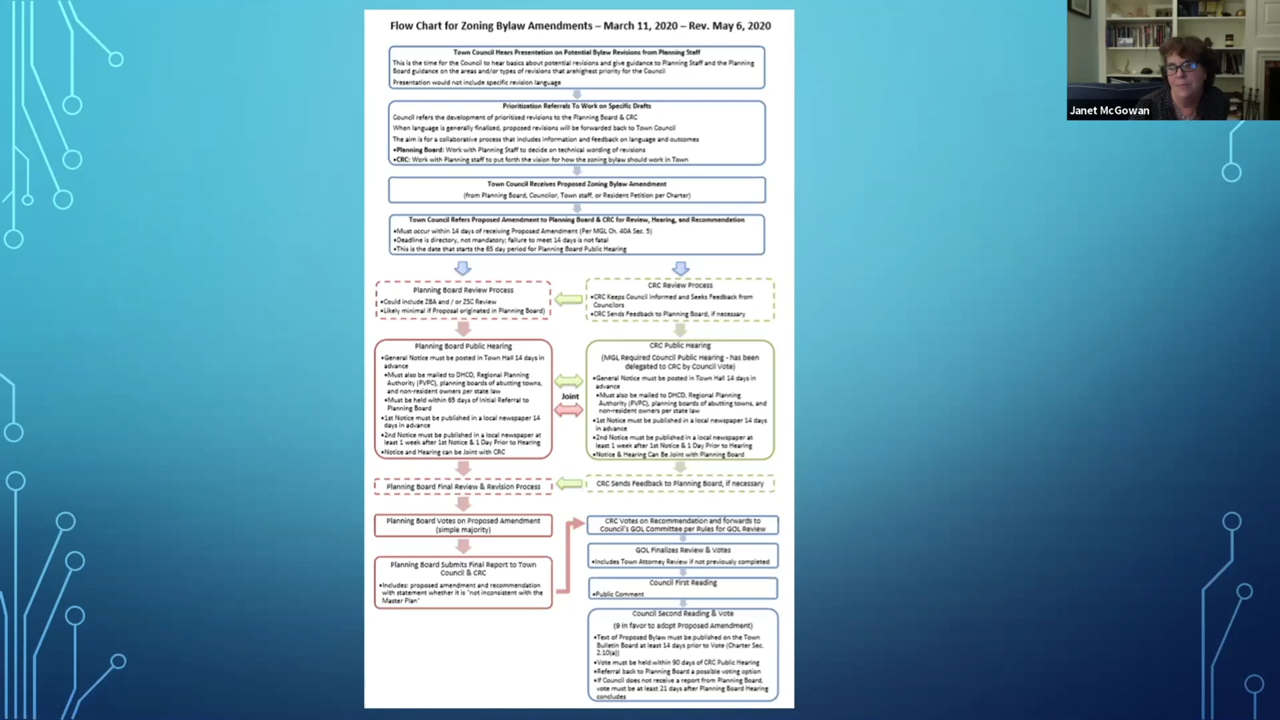 Flow Chart for Zoning Bylaw Amendments – March 11, 2020 – Rev. May 6, 2020
Janet McGowan
Town Council Hears Presentation on Potential Bylaw Revisions from Planning Staff
This is the time for the Council to hear basics about potential revisions and give guidance to Planning Staff and the Planning
Board guidance on the areas and/or types of revisions that arehighest priority for the Council
Presentation would not include specific revision language
Prioritization Referrals To Work on Specific Drafts
Council refers the development of prioritized revisions to the Planning Board & CRC
When language is generally finalized, proposed revisions will be forwarded back to Town Council
The aim is for a collaborative process that includes information and feedback on language and outcomes
•Planning Board: Work with Planning Staff to decide on technical wording of revisions
•CRC: Work with Planning staff to put forth the vision for how the zoning bylaw should work in Town
Town Council Receives Proposed Zoning Bylaw Amendment
(from Planning Board, Councilor, Town staff, or Resident Petition per Charter)
Town Council Refers Proposed Amendment to Planning Board & CRC for Review, Hearing, and Recommendation
•Must occur within 14 days of receiving Proposed Amendment (Per MGL Ch. 40A Sec. 5)
•Deadline is directory, not mandatory; failure to meet 14 days is not fatal
•This is the date that starts the 65 day period for Planning Board Public Hearing
Planning Board Review Process
•Could include ZBA and / or ZSC Review
•Likely minimal if Proposal originated in Planning Board)
CRC Review Process
•CRC Keeps Council Informed and Seeks Feedback from
Councilors
•CRC Sends Feedback to Planning Board, if necessary
Planning Board Public Hearing
•General Notice must be posted in Town Hall 14 days in
advance
•Must also be mailed to DHCD, Regional Planning
Authority (PVPC), planning boards of abutting towns,
and non-resident owners per state law
•Must be held within 65 days of Initial Referral to
Planning Board
•1st Notice must be published in a local newspaper 14
days in advance
•2nd Notice must be published in a local newspaper at
least 1 week after 1st Notice & 1 Day Prior to Hearing
•Notice and Hearing can be Joint with CRC
Joint
CRC Public Hearing
(MGL Required Council Public Hearing - has been
delegated to CRC by Council Vote)
•General Notice must be posted in Town Hall 14 days in
advance
•Must also be mailed to DHCD, Regional Planning
Authority (PVPC), planning boards of abutting towns, and
non-resident owners per state law
•1st Notice must be published in a local newspaper 14 days
in advance
•2nd Notice must be published in a local newspaper at
least 1 week after 1st Notice & 1 Day Prior to Hearing
•Notice & Hearing Can Be Joint with Planning Board
Planning Board Final Review & Revision Process
CRC Sends Feedback to Planning Board, if necessary
Planning Board Votes on Proposed Amendment
(simple majority)
Planning Board Submits Final Report to Town
Council & CRC
•Includes: proposed amendment and recommendation
with statement whether it is "not inconsistent with the
Master Plan"
CRC Votes on Recommendation and forwards to
Council's GOL Committee per Rules for GOL Review
GOL Finalizes Review & Votes
•Includes Town Attorney Review if not previously completed
Council First Reading
•Public Comment
Council Second Reading & Vote
(9 in favor to adopt Proposed Amendment)
•Text of Proposed Bylaw must be published on the Town
Bulletin Board at least 14 days prior to Vote (Charter Sec.
2.10(a))
•Vote must be held within 90 days of CRC Public Hearing
•Referral back to Planning Board a possible voting option
•If Council does not receive a report from Planning Board,
vote must be at least 21 days after Planning Board Hearing
concludes